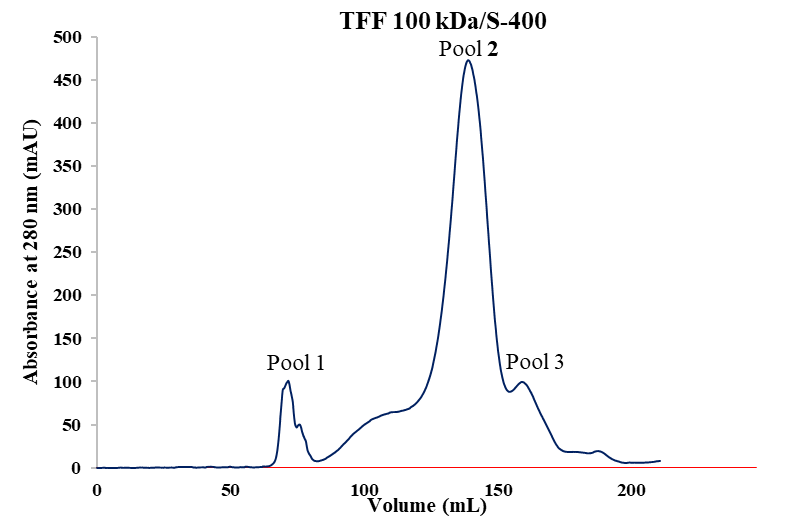 TFF 100 kDa/S-400
Pool 2
Pool 1
Pool 3
Absorbance at 280 nm (mAU)
500
450
400
350
300
250
200
150
100
50
0
0 50 100 150 200
Volume (mL)